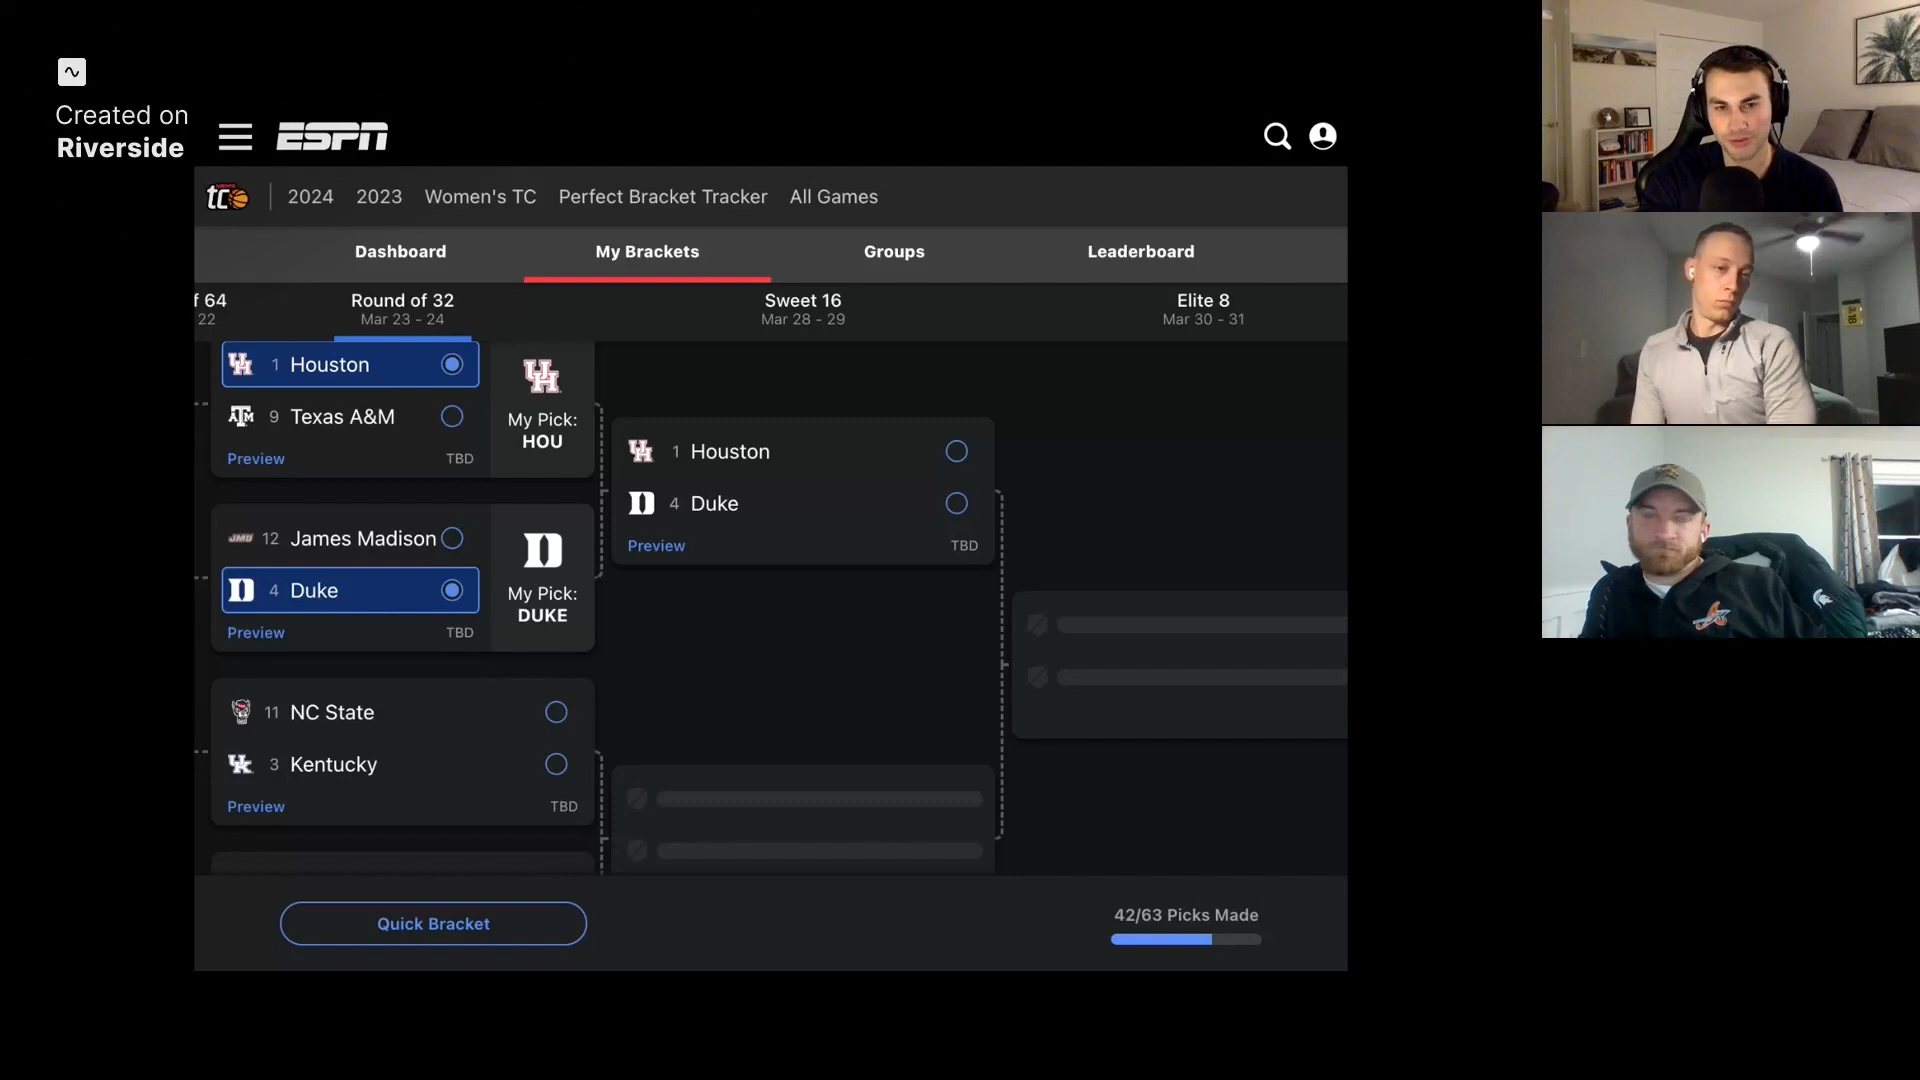 Created on
Riverside
ESPN
MEN'S
tc
2024 2023 Women's TC Perfect Bracket Tracker All Games
Dashboard My Brackets Groups Leaderboard
f 64
22
Round of 32
Mar 23 - 24
Sweet 16
Mar 28 - 29
Elite 8
Mar 30 - 31
1 Houston
9 Texas A&M
Preview TBD
My Pick:
HOU
1 Houston
4 Duke
Preview TBD
JMU 12 James Madison
4 Duke
Preview TBD
My Pick:
DUKE
11 NC State
3 Kentucky
Preview TBD
Quick Bracket
42/63 Picks Made